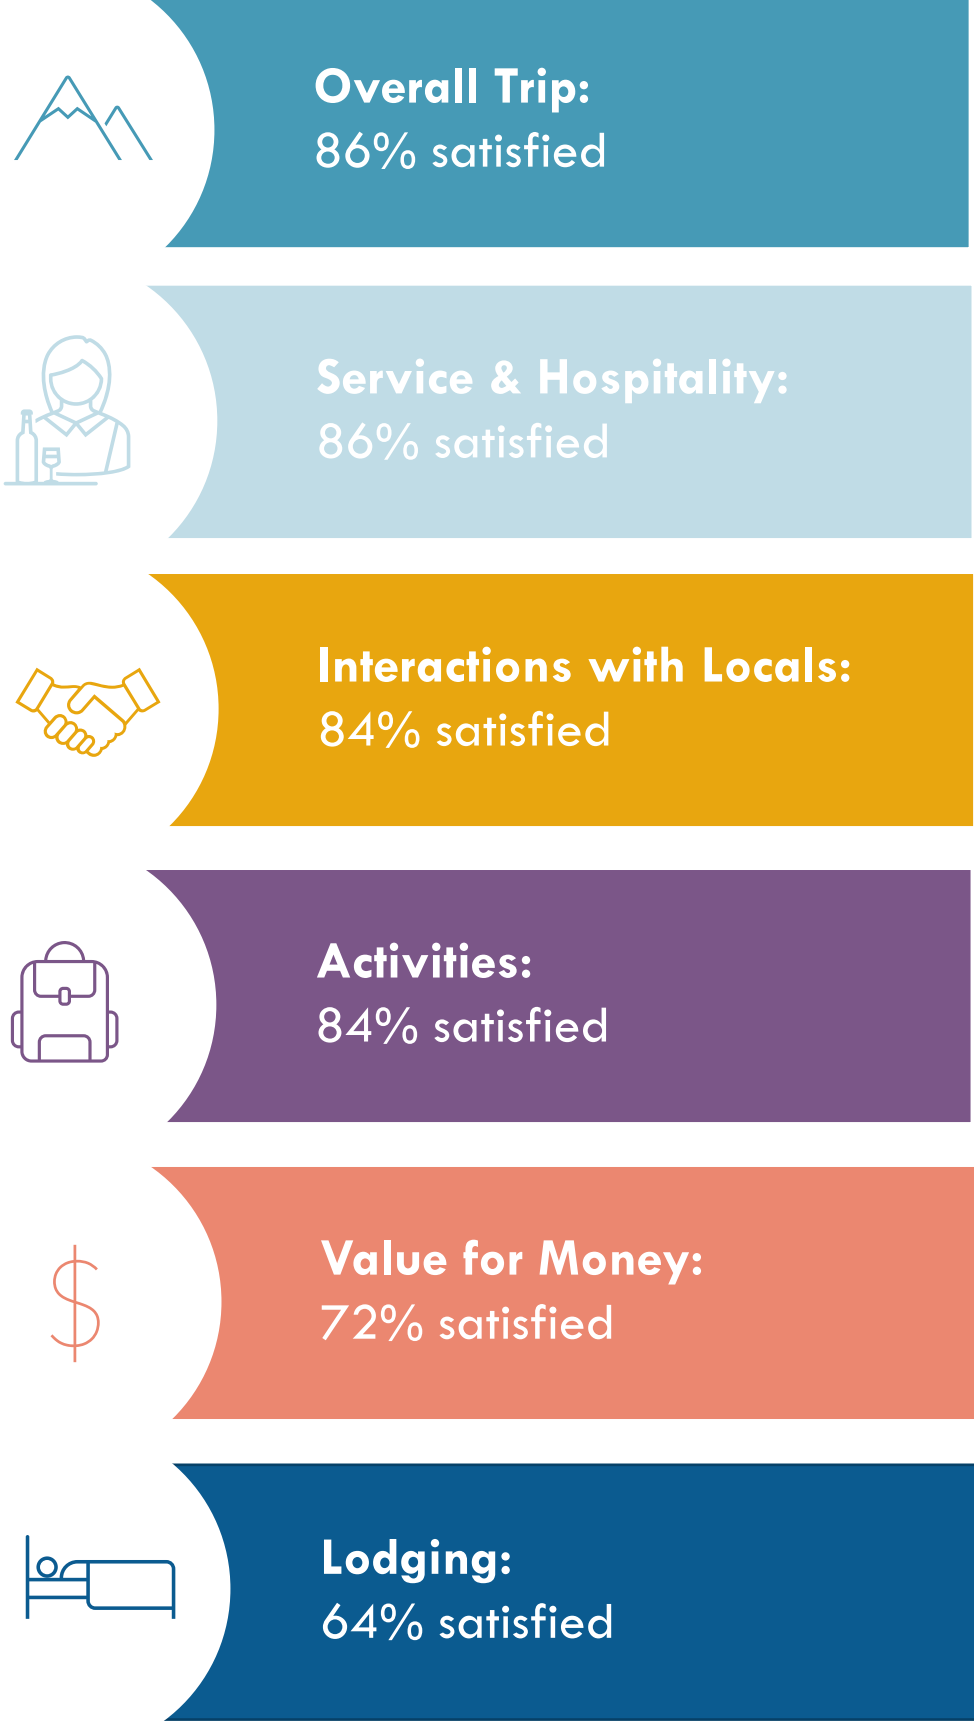 Overall Trip:
86% satisfied
Service & Hospitality:
86% satisfied
Interactions with Locals:
84% satisfied
Activities:
84% satisfied
Value for Money:
72% satisfied
Lodging:
64% satisfied